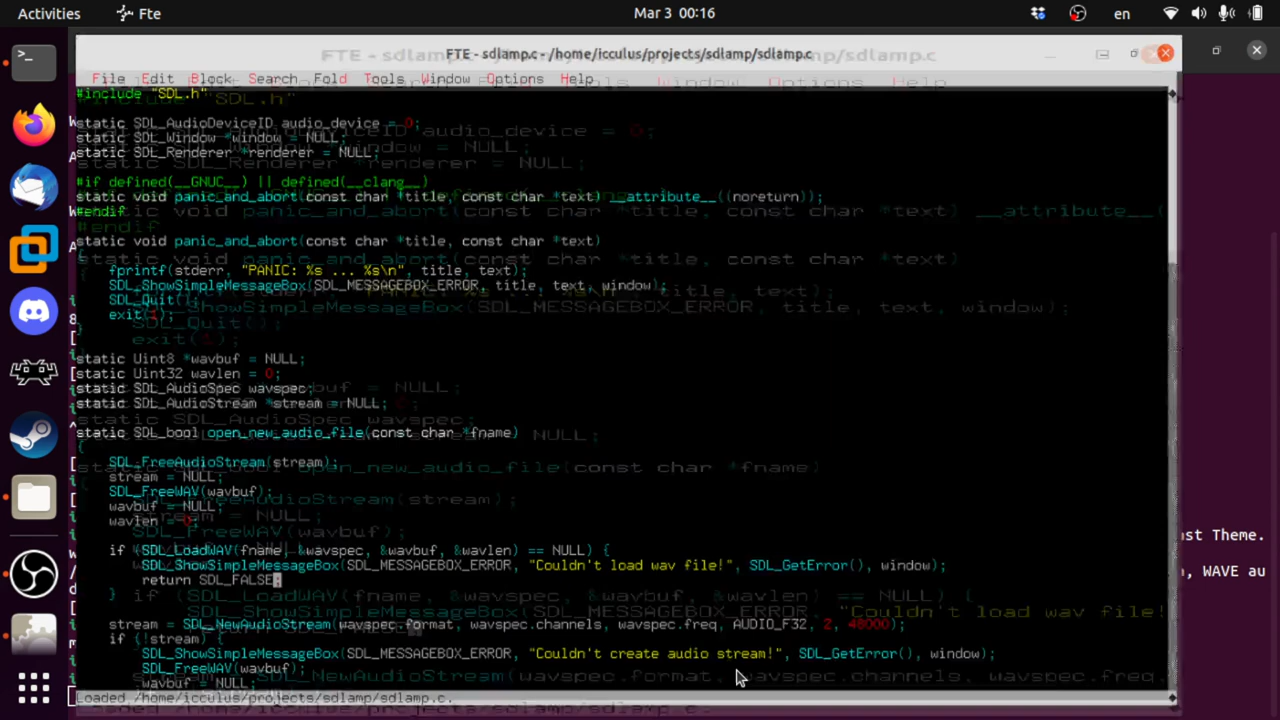 Activities
Fte
Mar 3 00:16
en
FTE - sdlamp.c - /home/icculus/projects/sdlamp/sdlamp.c
File Edit Block Search Fold Tools Window Options Help
#include "SDL.h"
static SDL_AudioDeviceID audio_device = 0;
static SDL_Window *window = NULL;
static SDL_Renderer *renderer = NULL;
#if defined(__GNUC__) || defined(__clang__)
static void panic_and_abort(const char *title, const char *text) __attribute__((noreturn));
#endif
static void panic_and_abort(const char *title, const char *text)
{
fprintf(stderr, "PANIC: %s ... %s\n", title, text);
SDL_ShowSimpleMessageBox(SDL_MESSAGEBOX_ERROR, title, text, window);
SDL_Quit();
exit(1);
}
static Uint8 *wavbuf = NULL;
static Uint32 wavlen = 0;
static SDL_AudioSpec wavspec;
static SDL_AudioStream *stream = NULL;
static SDL_bool open_new_audio_file(const char *fname)
{
SDL_FreeAudioStream(stream);
stream = NULL;
SDL_FreeWAV(wavbuf);
wavbuf = NULL;
wavlen = 0;
if (SDL_LoadWAV(fname, &wavspec, &wavbuf, &wavlen) == NULL) {
SDL_ShowSimpleMessageBox(SDL_MESSAGEBOX_ERROR, "Couldn't load wav file!", SDL_GetError(), window);
return SDL_FALSE;
}
stream = SDL_NewAudioStream(wavspec.format, wavspec.channels, wavspec.freq, AUDIO_F32, 2, 48000);
if (!stream) {
SDL_ShowSimpleMessageBox(SDL_MESSAGEBOX_ERROR, "Couldn't create audio stream!", SDL_GetError(), window);
SDL_FreeWAV(wavbuf);
wavbuf = NULL;
Loaded /home/icculus/projects/sdlamp/sdlamp.c.
st Theme.
, WAVE au